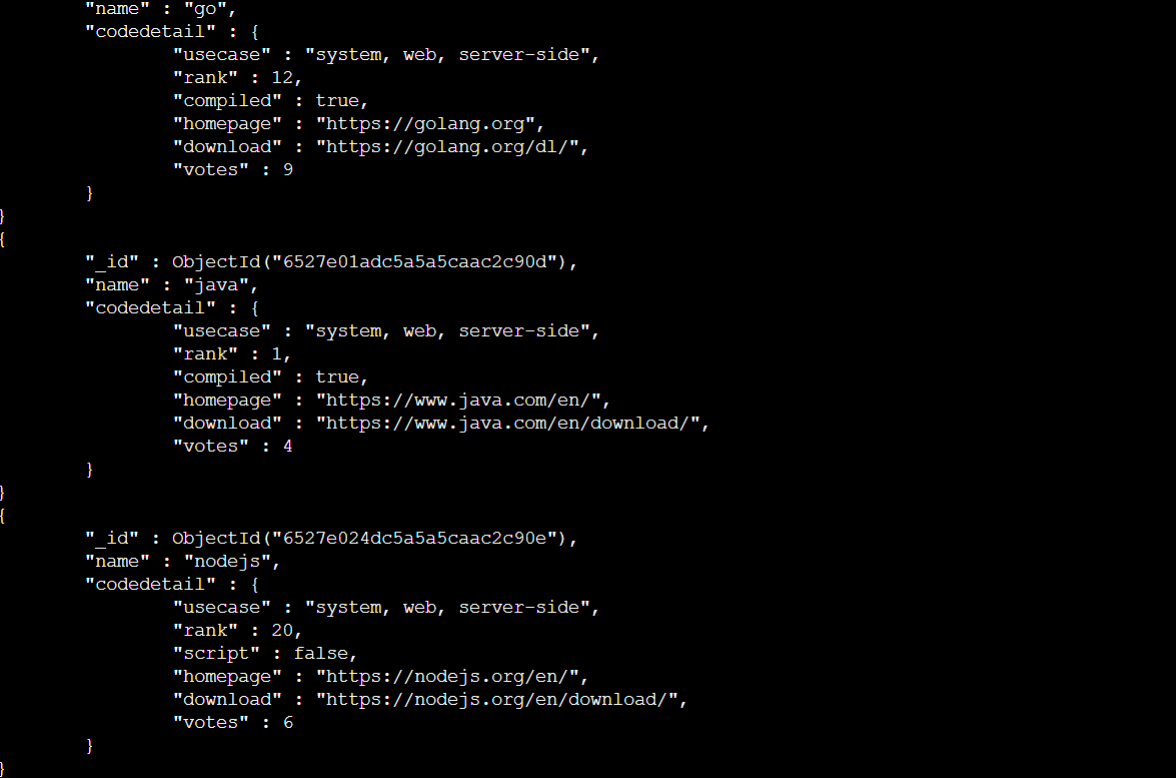 "name" : "go",
"codedetail" : {
"usecase" : "system, web, server-side",
"rank" : 12,
"compiled" : true,
"homepage" : "https://golang.org",
"download" : "https://golang.org/dl/",
"votes" : 9
}
}
{
"_id" : ObjectId("6527e01adc5a5a5caac2c90d"),
"name" : "java",
"codedetail" : {
"usecase" : "system, web, server-side",
"rank" : 1,
"compiled" : true,
"homepage" : "https://www.java.com/en/",
"download" : "https://www.java.com/en/download/",
"votes" : 4
}
}
{
"_id" : ObjectId("6527e024dc5a5a5caac2c90e"),
"name" : "nodejs",
"codedetail" : {
"usecase" : "system, web, server-side",
"rank" : 20,
"script" : false,
"homepage" : "https://nodejs.org/en/",
"download" : "https://nodejs.org/en/download/",
"votes" : 6
}
}